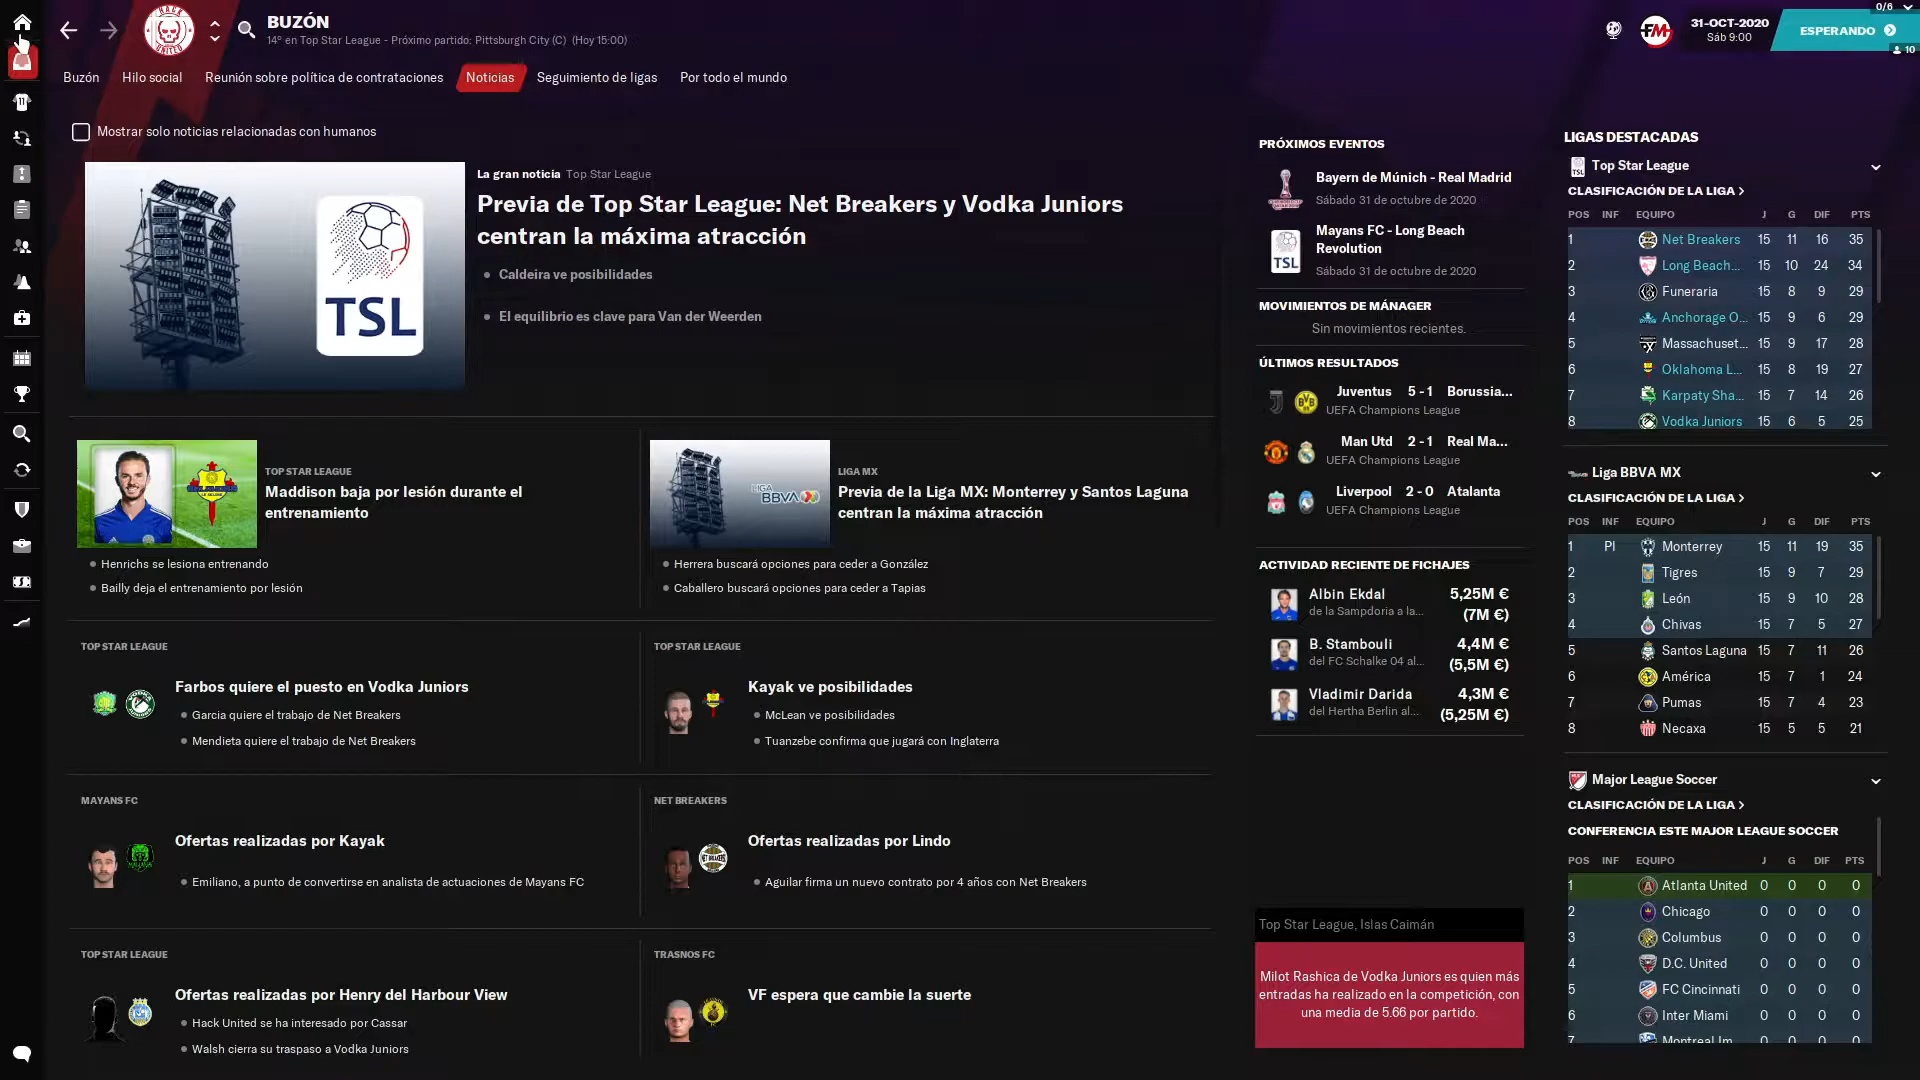 0/6
BUZÓN
14º en Top Star League - Próximo partido: Pittsburgh City (C) (Hoy 15:00)
31-OCT-2020
Sáb 9:00
ESPERANDO
10
Buzón Hilo social Reunión sobre política de contrataciones Noticias Seguimiento de ligas Por todo el mundo
Mostrar solo noticias relacionadas con humanos
TSL
La gran noticia Top Star League
Previa de Top Star League: Net Breakers y Vodka Juniors
centran la máxima atracción
Caldeira ve posibilidades
El equilibrio es clave para Van der Weerden
TOP STAR LEAGUE
Maddison baja por lesión durante el
entrenamiento
Henrichs se lesiona entrenando
Bailly deja el entrenamiento por lesión
LIGA BBVA
LIGA MX
Previa de la Liga MX: Monterrey y Santos Laguna
centran la máxima atracción
Herrera buscará opciones para ceder a González
Caballero buscará opciones para ceder a Tapias
TOP STAR LEAGUE
Farbos quiere el puesto en Vodka Juniors
Garcia quiere el trabajo de Net Breakers
Mendieta quiere el trabajo de Net Breakers
TOP STAR LEAGUE
Kayak ve posibilidades
McLean ve posibilidades
Tuanzebe confirma que jugará con Inglaterra
MAYANS FC
Ofertas realizadas por Kayak
Emiliano, a punto de convertirse en analista de actuaciones de Mayans FC
NET BREAKERS
Ofertas realizadas por Lindo
Aguilar firma un nuevo contrato por 4 años con Net Breakers
TOP STAR LEAGUE
Ofertas realizadas por Henry del Harbour View
Hack United se ha interesado por Cassar
Walsh cierra su traspaso a Vodka Juniors
TRASNOS FC
VF espera que cambie la suerte
PRÓXIMOS EVENTOS
Bayern de Múnich - Real Madrid
Sábado 31 de octubre de 2020
TSL
Mayans FC - Long Beach
Revolution
Sábado 31 de octubre de 2020
MOVIMIENTOS DE MÁNAGER
Sin movimientos recientes.
ÚLTIMOS RESULTADOS
Juventus 5 - 1 Borussia...
UEFA Champions League
Man Utd 2 - 1 Real Ma...
UEFA Champions League
Liverpool 2 - 0 Atalanta
UEFA Champions League
ACTIVIDAD RECIENTE DE FICHAJES
Albin Ekdal 5,25M €
de la Sampdoria a la... (7M €)
B. Stambouli 4,4M €
del FC Schalke 04 al... (5,5M €)
Vladimir Darida 4,3M €
del Hertha Berlin al... (5,25M €)
Top Star League, Islas Caimán
Milot Rashica de Vodka Juniors es quien más
entradas ha realizado en la competición, con
una media de 5.66 por partido.
LIGAS DESTACADAS
Top Star League
CLASIFICACIÓN DE LA LIGA
POS INF EQUIPO J G DIF PTS
1 Net Breakers 15 11 16 35
2 Long Beach... 15 10 24 34
3 Funeraria 15 8 9 29
4 Anchorage O... 15 9 6 29
5 Massachuset... 15 9 17 28
6 Oklahoma L... 15 8 19 27
7 Karpaty Sha... 15 7 14 26
8 Vodka Juniors 15 6 5 25
Liga BBVA MX
CLASIFICACIÓN DE LA LIGA
POS INF EQUIPO J G DIF PTS
1 Pl Monterrey 15 11 19 35
2 Tigres 15 9 7 29
3 León 15 9 10 28
4 Chivas 15 7 5 27
5 Santos Laguna 15 7 11 26
6 América 15 7 1 24
7 Pumas 15 7 4 23
8 Necaxa 15 5 5 21
Major League Soccer
CLASIFICACIÓN DE LA LIGA
CONFERENCIA ESTE MAJOR LEAGUE SOCCER
POS INF EQUIPO J G DIF PTS
1 Atlanta United 0 0 0 0
2 Chicago 0 0 0 0
3 Columbus 0 0 0 0
4 D.C. United 0 0 0 0
5 FC Cincinnati 0 0 0 0
6 Inter Miami 0 0 0 0
7 Montreal Im... 0 0 0 0